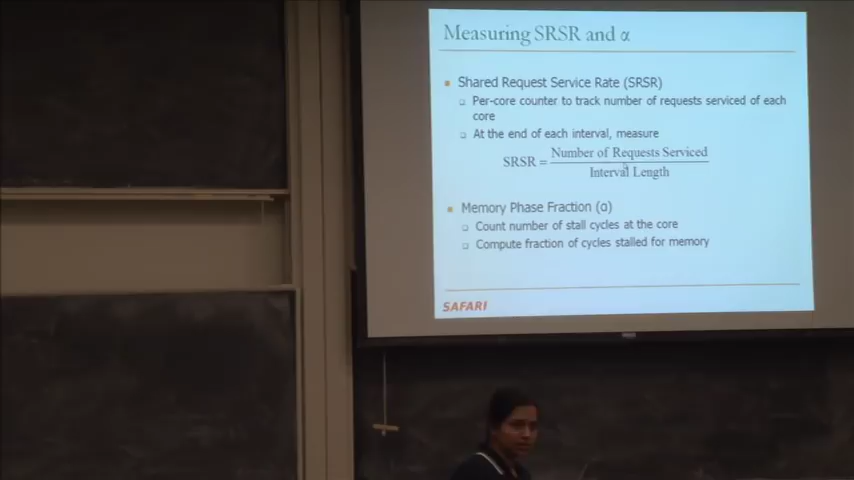 Measuring SRSR and α
Shared Request Service Rate (SRSR)
Per-core counter to track number of requests serviced of each
core
At the end of each interval, measure
SRSR = Number of Requests Serviced
Interval Length
Memory Phase Fraction (α)
Count number of stall cycles at the core
Compute fraction of cycles stalled for memory
SAFARI